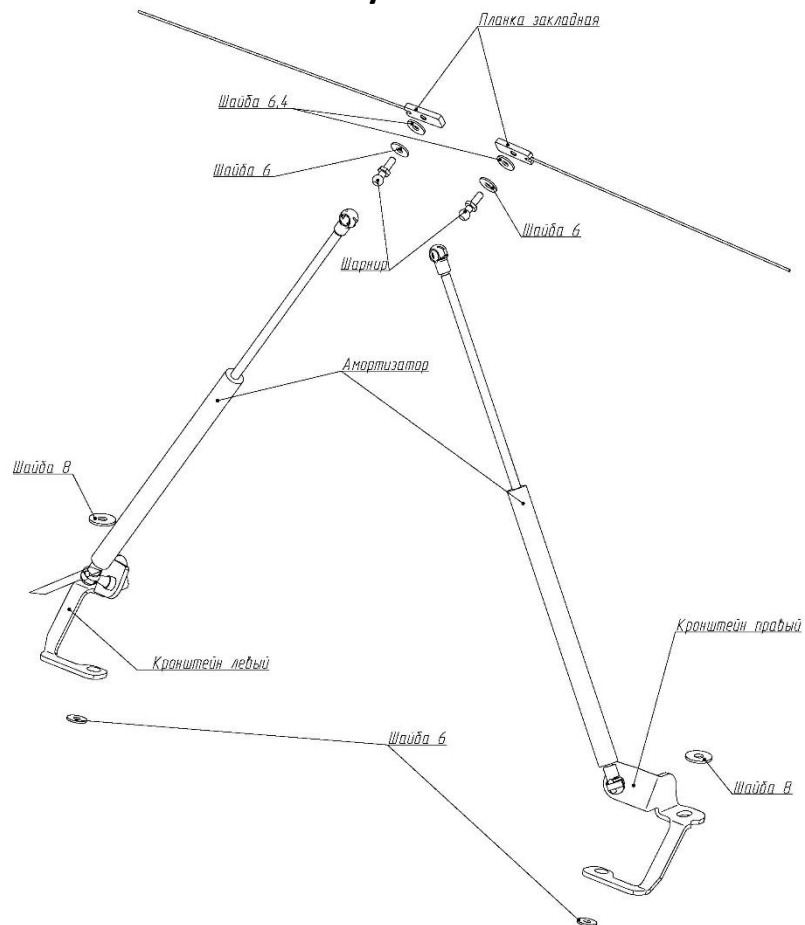 Планка закладная
Шайба 6,4
Шайба 6
Шайба 6
Шарнир
Амортизатор
Шайба 8
Кронштейн правый
Кронштейн левый
Шайба 6
Шайба 8